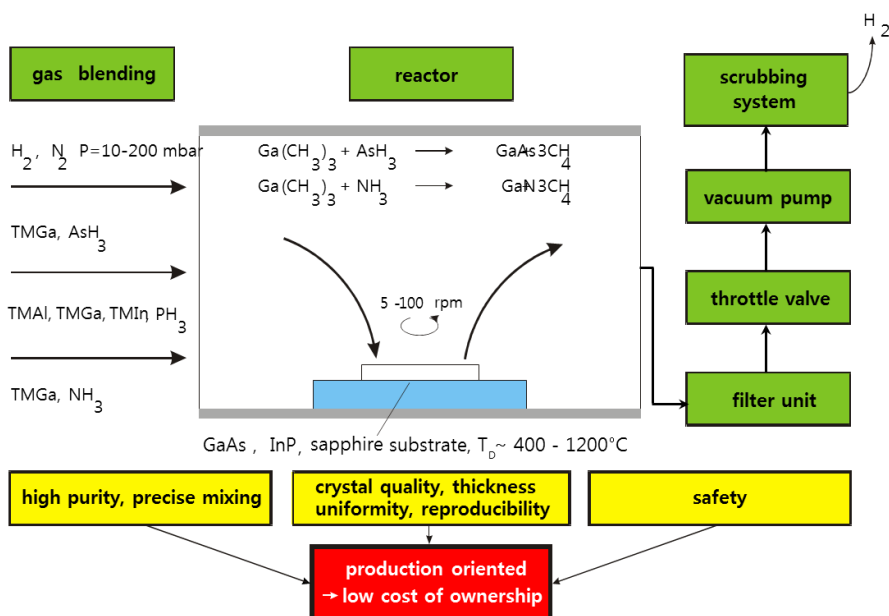 H 2
gas blending
reactor
scrubbing
system
H2, N2 P=10-200 mbar
Ga(CH3)3 + AsH3 → GaAs+ 3CH4
Ga(CH3)3 + NH3 → GaN+ 3CH4
vacuum pump
TMGa, AsH3
5 -100 rpm
throttle valve
TMAl, TMGa, TMIn, PH3
TMGa, NH3
filter unit
GaAs , InP, sapphire substrate, TD~ 400 - 1200°C
high purity, precise mixing
crystal quality, thickness
uniformity, reproducibility
safety
production oriented
→ low cost of ownership